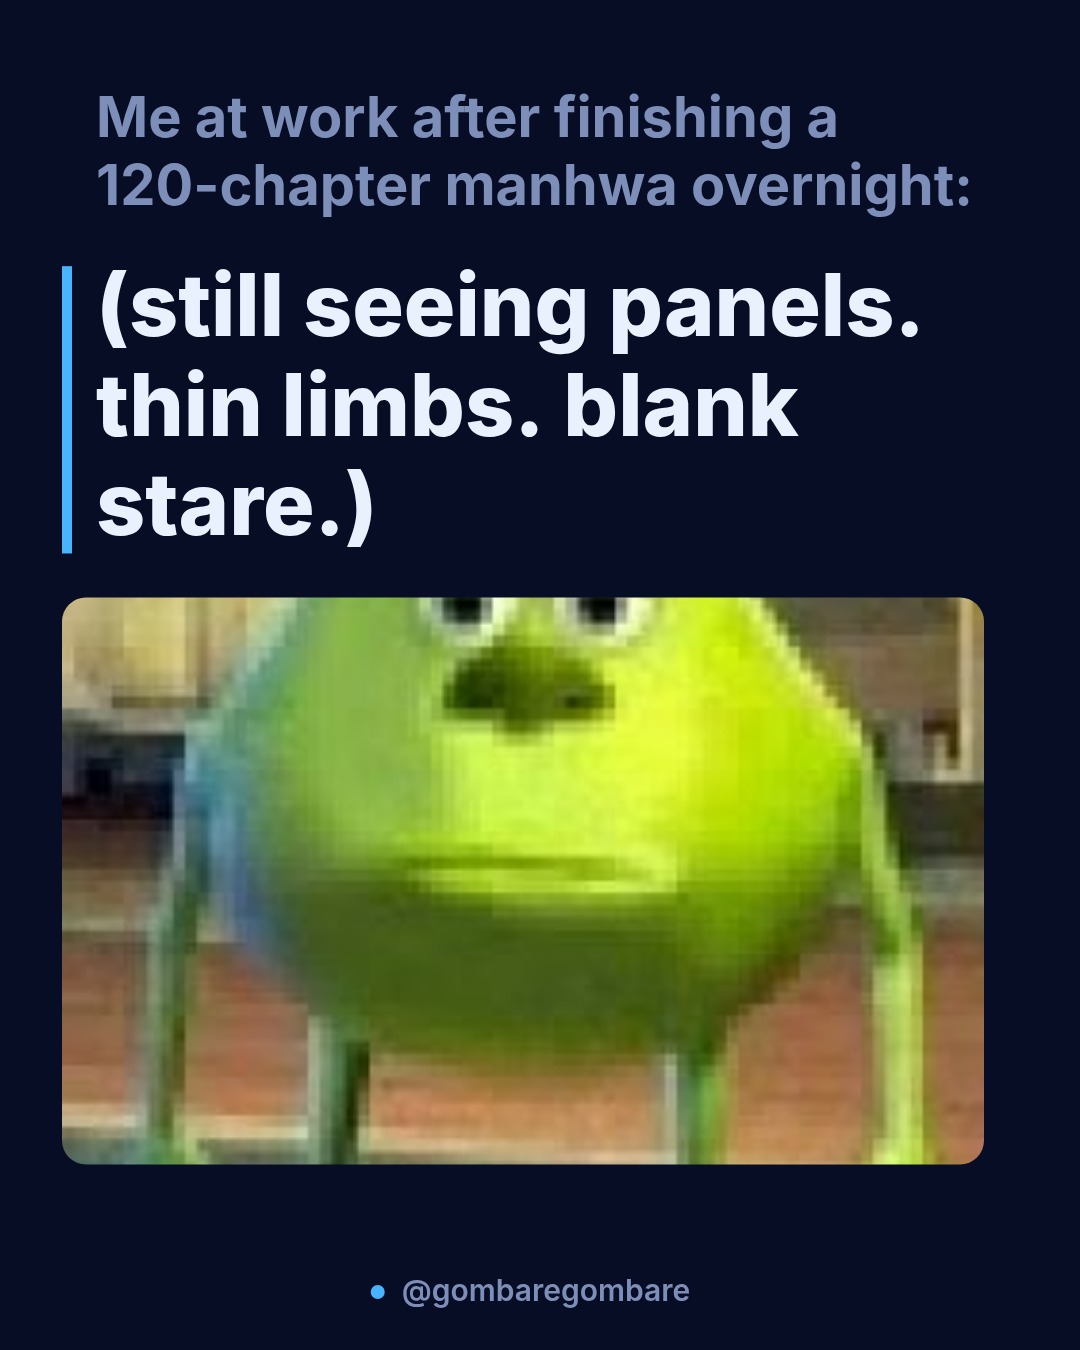 Me at work after finishing a
120-chapter manhwa overnight:
(still seeing panels.
thin limbs. blank
stare.)
@gombaregombare